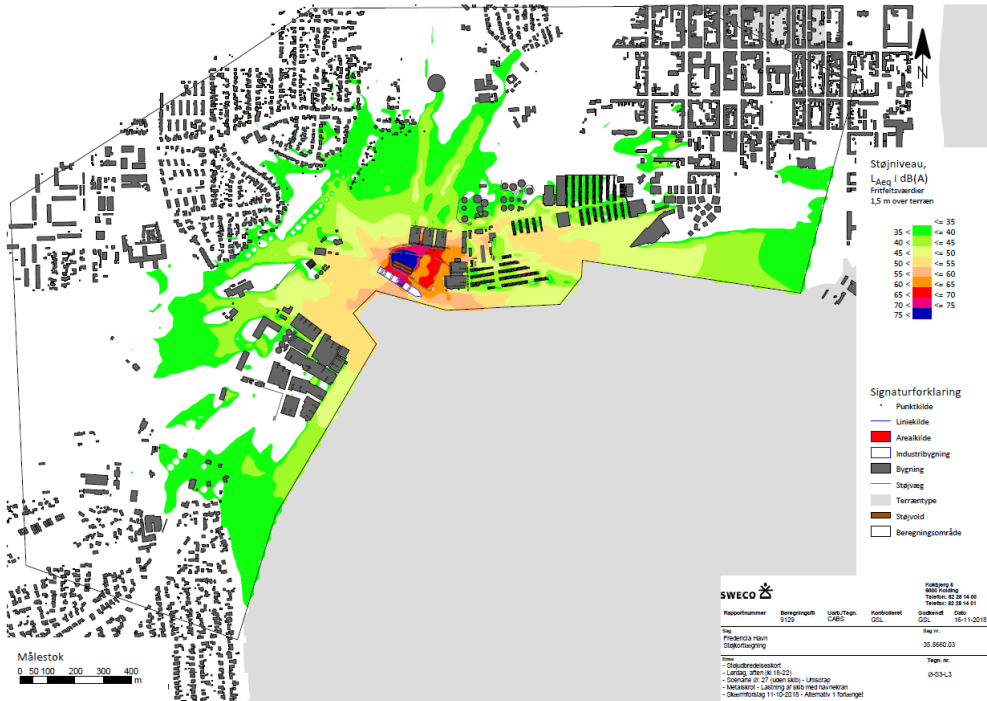 N
Støjniveau,
LAeq i dB(A)
Fritfeltsværdier
1,5 m over terræn
<= 35
35 < <= 40
40 < <= 45
45 < <= 50
50 < <= 55
55 < <= 60
60 < <= 65
65 < <= 70
70 < <= 75
75 <
Signaturforklaring
Punktkilde
Liniekilde
Arealkilde
Industribygning
Bygning
Støjvæg
Terræntype
Støjvold
Beregningsområde
Målestok
0 50 100 200 300 400
m
SWECO
Kokbjerg 5
6000 Kolding
Telefon: 82 28 14 00
Telefax: 82 28 14 01
Rapportnummer Beregningsfil Uarb./Tegn. Kontrolleret Godkendt Dato
9129 CABS GSL GSL 16-11-2018
Sag Sag nr.
Fredericia Havn
Støjkortlægning 35.5660.03
Emne Tegn. nr.
- Støjudbredelseskort
- Lørdag, aften (kl 18-22) Ø-S3-L3
- Scenarie Ø: 27 (uden skib) - Uniscrap
- Metalskrot - Lastning af skib med havnekran
- Skærmforslag 11-10-2018 - Alternativ 1 forlænget